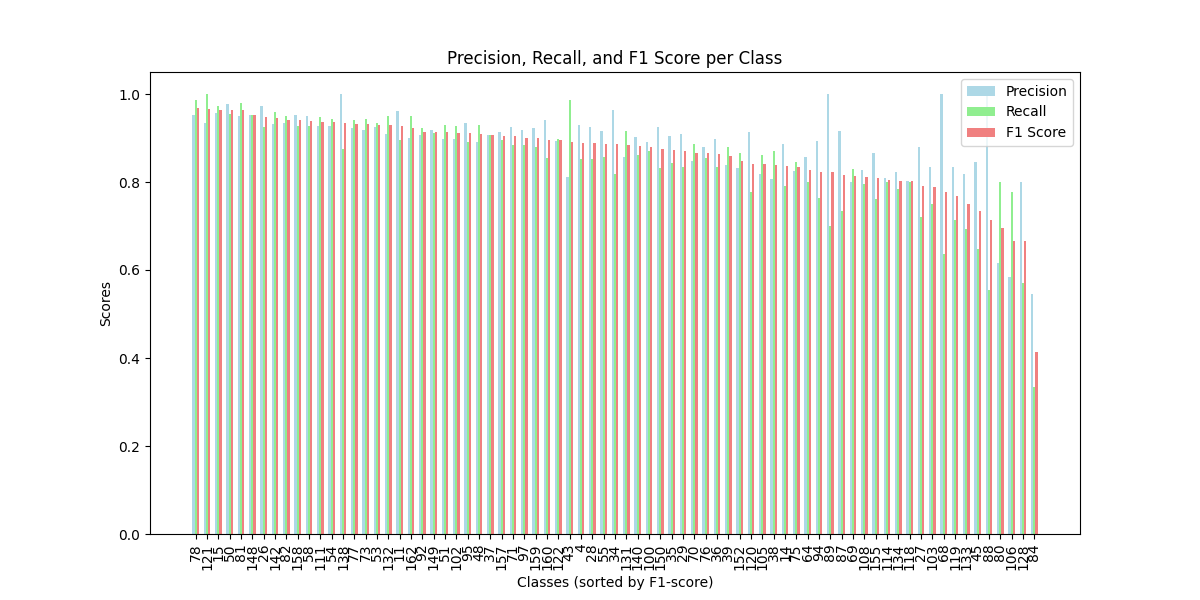 Precision, Recall, and F1 Score per Class
Precision
Recall
F1 Score
1.0
0.8
0.6
0.4
0.2
0.0
Scores
78 121 15 50 81 148 26 142 82 158 58 111 54 138 77 73 53 132 11 162 92 149 51 102 95 48 37 157 71 97 159 160 122 43 4 28 55 34 131 140 100 150 35 29 70 76 36 39 152 120 105 38 14 75 64 94 89 87 69 108 155 114 134 118 27 103 68 119 133 45 88 80 106 128 84
Classes (sorted by F1-score)